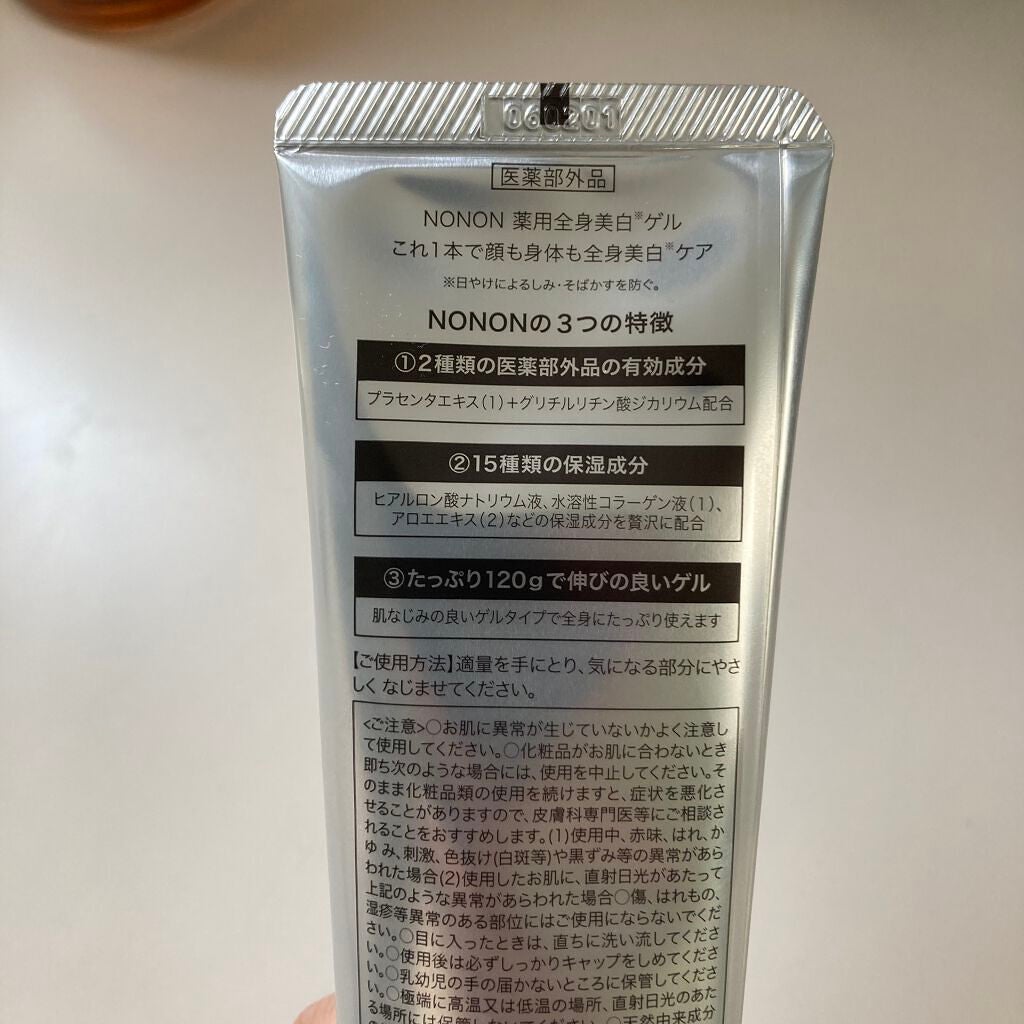 060201
医薬部外品
NONON 薬用全身美白※ゲル
これ1本で顔も身体も全身美白※ケア
※日やけによるしみ・そばかすを防ぐ。
NONONの3つの特徴
①2種類の医薬部外品の有効成分
プラセンタエキス(1)+グリチルリチン酸ジカリウム配合
②15種類の保湿成分
ヒアルロン酸ナトリウム液、水溶性コラーゲン液(1)、
アロエエキス(2)などの保湿成分を贅沢に配合
③たっぷり120gで伸びの良いゲル
肌なじみの良いゲルタイプで全身にたっぷり使えます
【ご使用方法】適量を手にとり、気になる部分にやさ
しく なじませてください。
<ご注意>○お肌に異常が生じていないかよく注意し
て使用してください。○化粧品がお肌に合わないとき
即ち次のような場合には、使用を中止してください。そ
のまま化粧品類の使用を続けますと、症状を悪化さ
せることがありますので、皮膚科専門医等にご相談さ
れることをおすすめします。(1)使用中、赤味、はれ、か
ゆ み、刺激、色抜け(白斑等)や黒ずみ等の異常があら
われた場合(2)使用したお肌に、直射日光があたって
上記のような異常があらわれた場合○傷、はれもの、
湿疹等異常のある部位にはご使用にならないでくだ
さい。○目に入ったときは、直ちに洗い流してくださ
い。○使用後は必ずしっかりキャップをしめてくださ
い。○乳幼児の手の届かないところに保管してくださ
い。○極端に高温又は低温の場所、直射日光のあた
る場所には保管しないでください。○天然由来成分